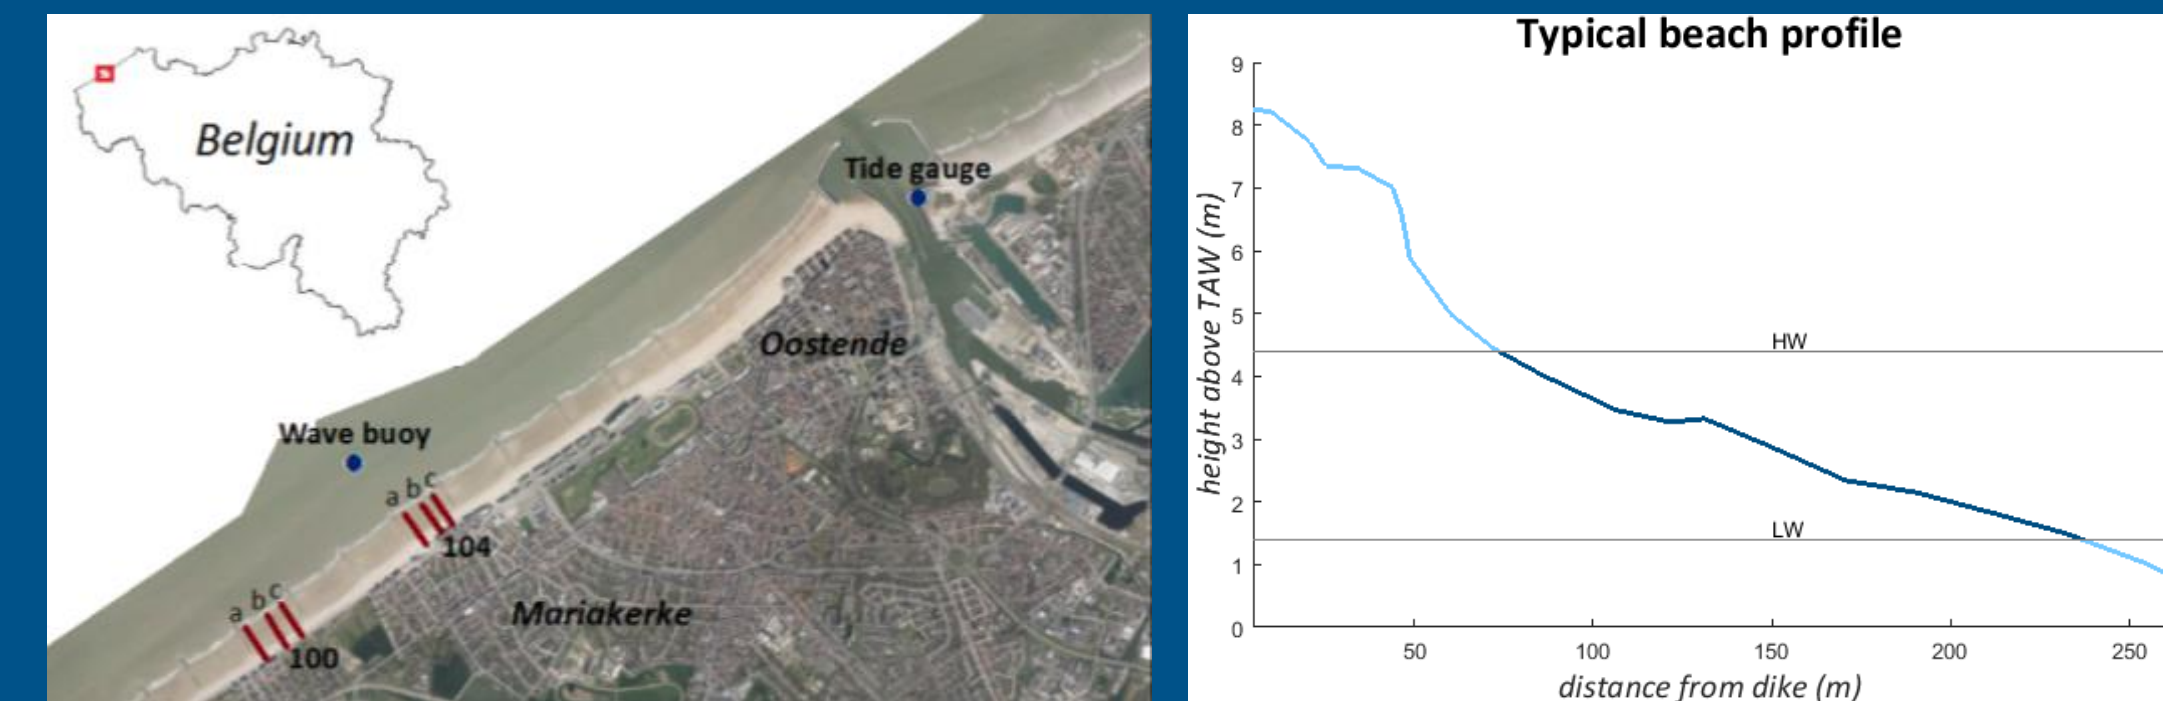 Belgium
Tide gauge
Oostende
Wave buoy
a b c
104
Mariakerke
a b c
100
Typical beach profile
height above TAW (m)
9
8
7
6
5
4
3
2
1
0
HW
LW
50 100 150 200 250
distance from dike (m)